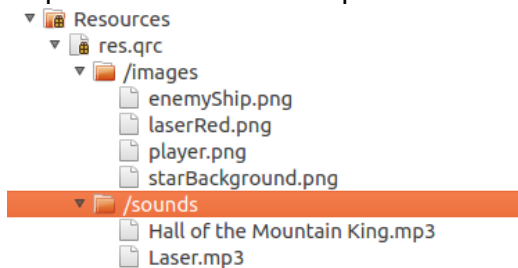 Resources
res.qrc
/images
enemyShip.png
laserRed.png
player.png
starBackground.png
/sounds
Hall of the Mountain King.mp3
Laser.mp3